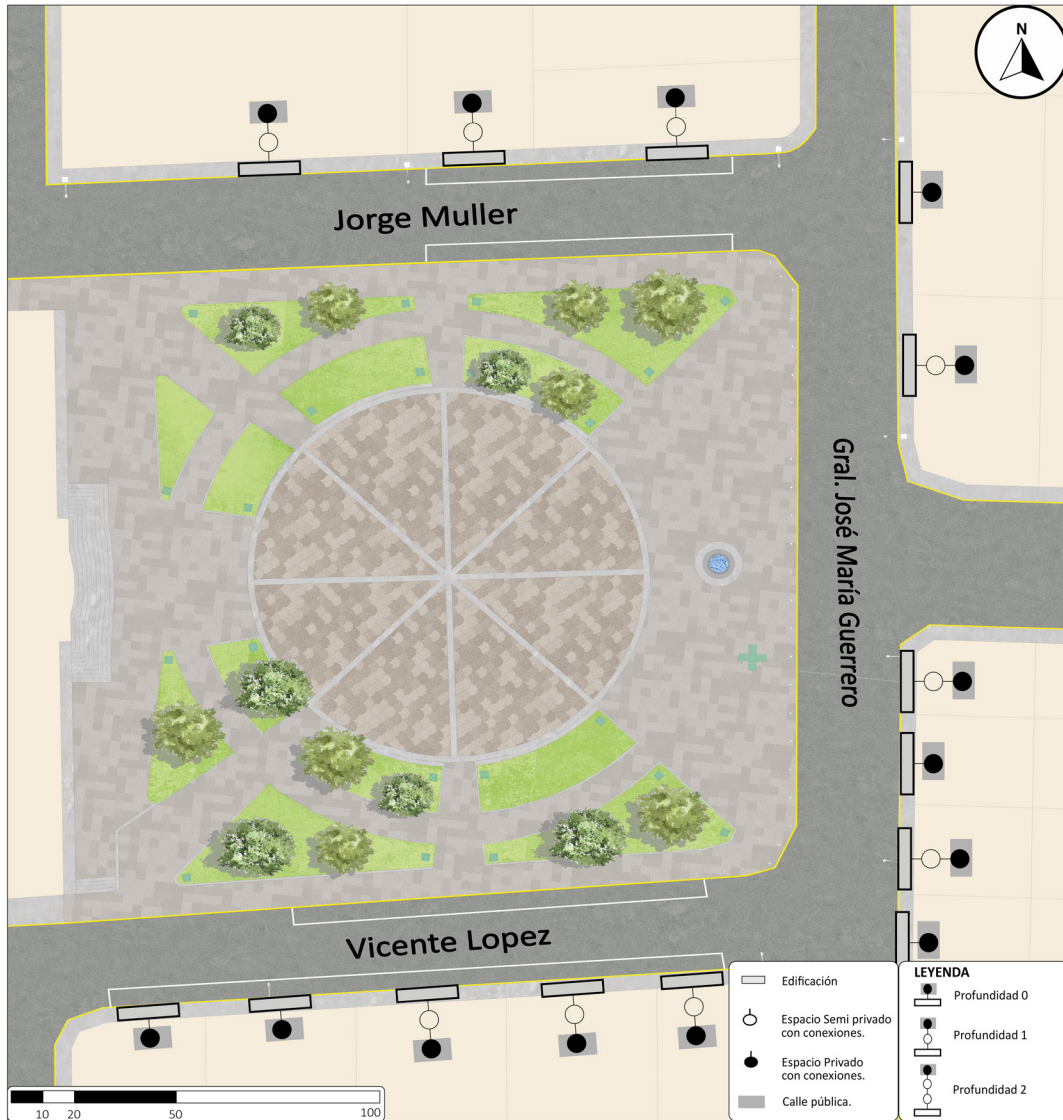 N
Jorge Muller
Gral. José María Guerrero
Vicente Lopez
Edificación
Espacio Semi privado
con conexiones.
Espacio Privado
con conexiones.
Calle pública.
LEYENDA
Profundidad 0
Profundidad 1
Profundidad 2
10 20 50 100